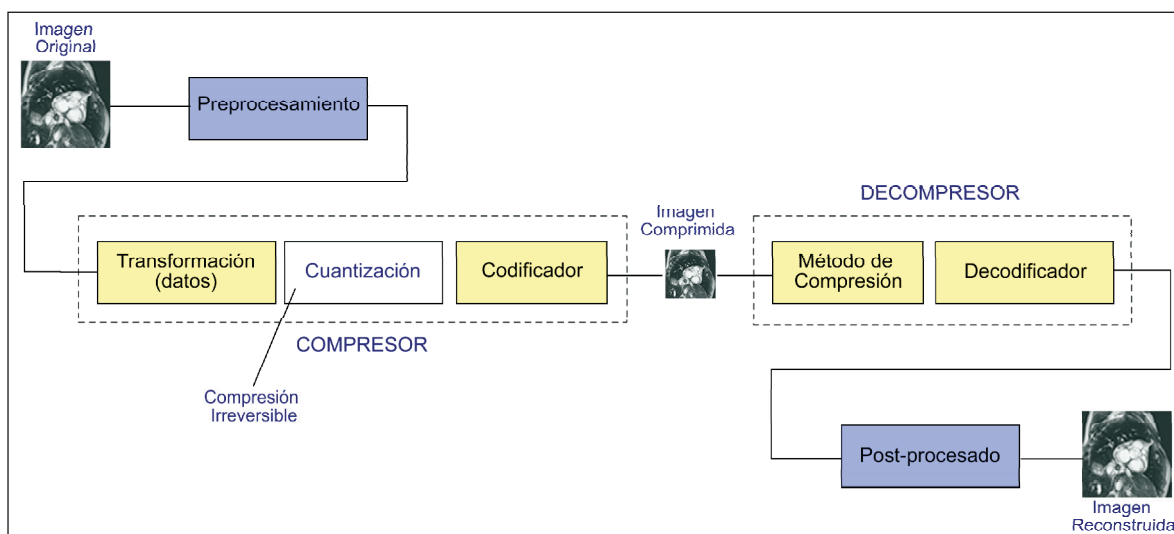 Imagen
Original
Preprocesamiento
Transformación
(datos)
Cuantización
Codificador
COMPRESOR
Compresión
Irreversible
Imagen
Comprimida
DECOMPRESOR
Método de
Compresión
Decodificador
Post-procesado
Imagen
Reconstruida